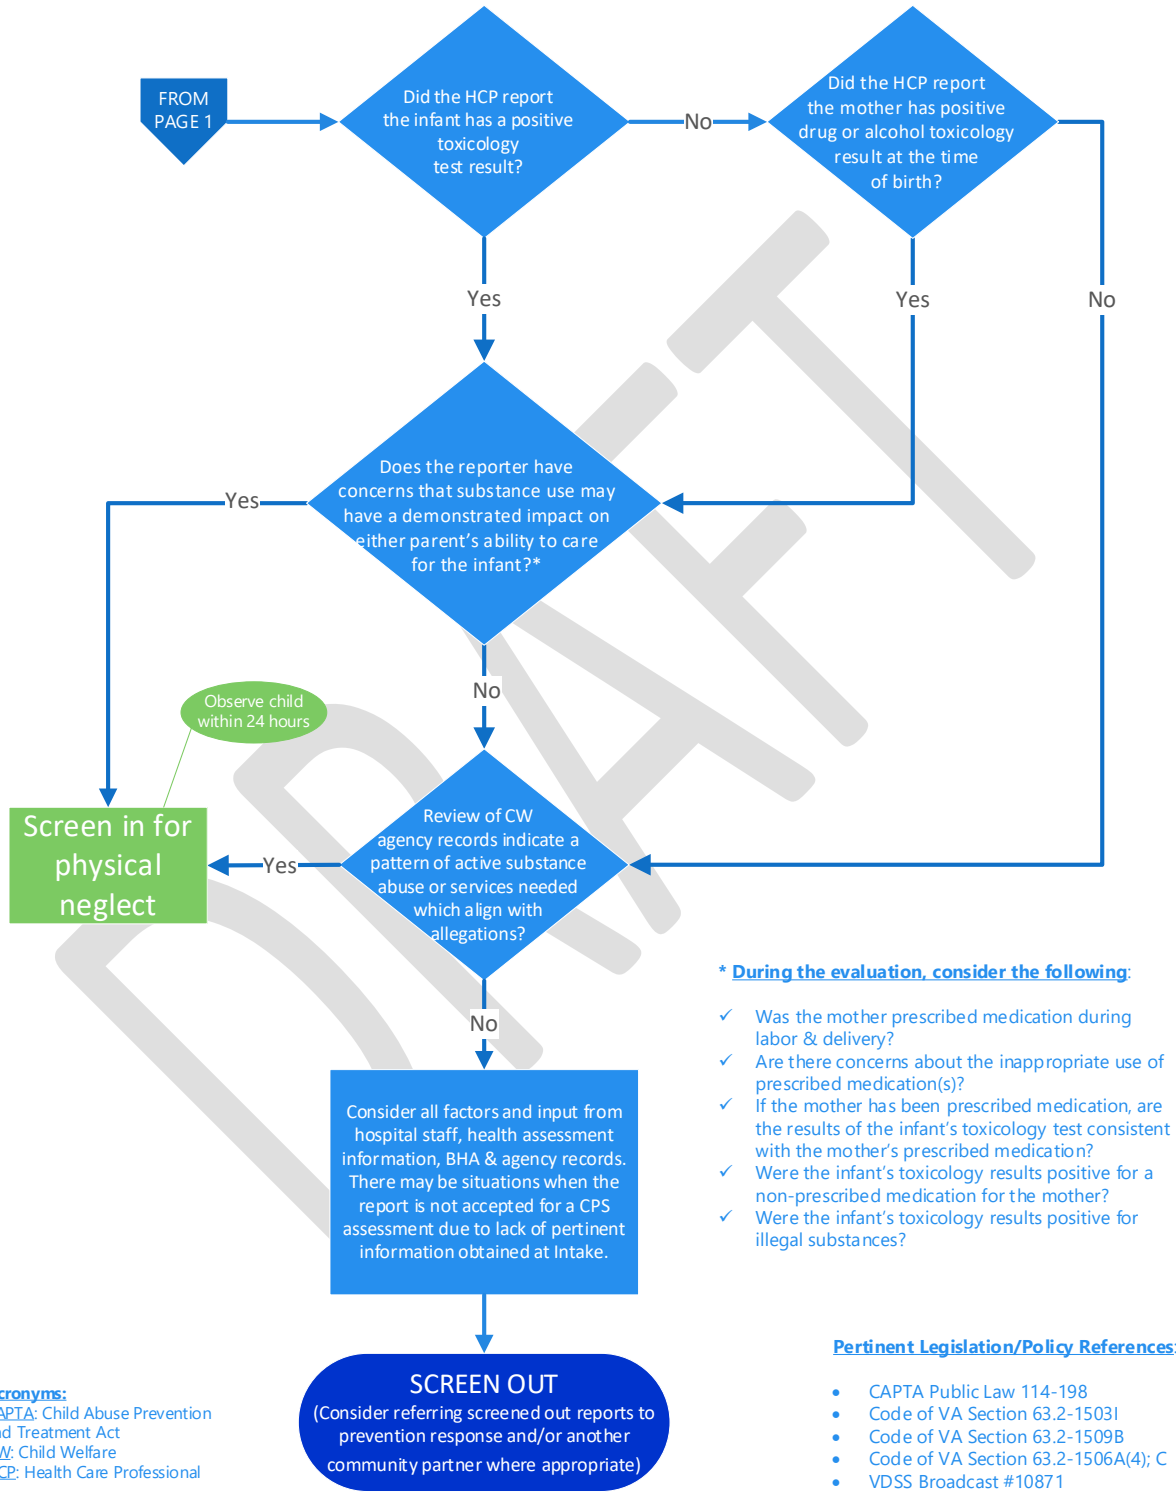 FROM
PAGE 1
Did the HCP report
the infant has a positive
toxicology
test result?
No
Did the HCP report
the mother has positive
drug or alcohol toxicology
result at the time
of birth?
Yes
Yes
No
Does the reporter have
concerns that substance use may
have a demonstrated impact on
either parent’s ability to care
for the infant?*
Yes
No
Observe child
within 24 hours
Screen in for
physical
neglect
Yes
Review of CW
agency records indicate a
pattern of active substance
abuse or services needed
which align with
allegations?
No
DRAFT
* During the evaluation, consider the following:
✓ Was the mother prescribed medication during
labor & delivery?
✓ Are there concerns about the inappropriate use of
prescribed medication(s)?
✓ If the mother has been prescribed medication, are
the results of the infant’s toxicology test consistent
with the mother’s prescribed medication?
✓ Were the infant’s toxicology results positive for a
non-prescribed medication for the mother?
✓ Were the infant’s toxicology results positive for
illegal substances?
Consider all factors and input from
hospital staff, health assessment
information, BHA & agency records.
There may be situations when the
report is not accepted for a CPS
assessment due to lack of pertinent
information obtained at Intake.
SCREEN OUT
(Consider referring screened out reports to
prevention response and/or another
community partner where appropriate)
Pertinent Legislation/Policy References:
• CAPTA Public Law 114-198
• Code of VA Section 63.2-1503I
• Code of VA Section 63.2-1509B
• Code of VA Section 63.2-1506A(4); C
• VDSS Broadcast #10871
cronyms:
APTA: Child Abuse Prevention
nd Treatment Act
W: Child Welfare
CP: Health Care Professional